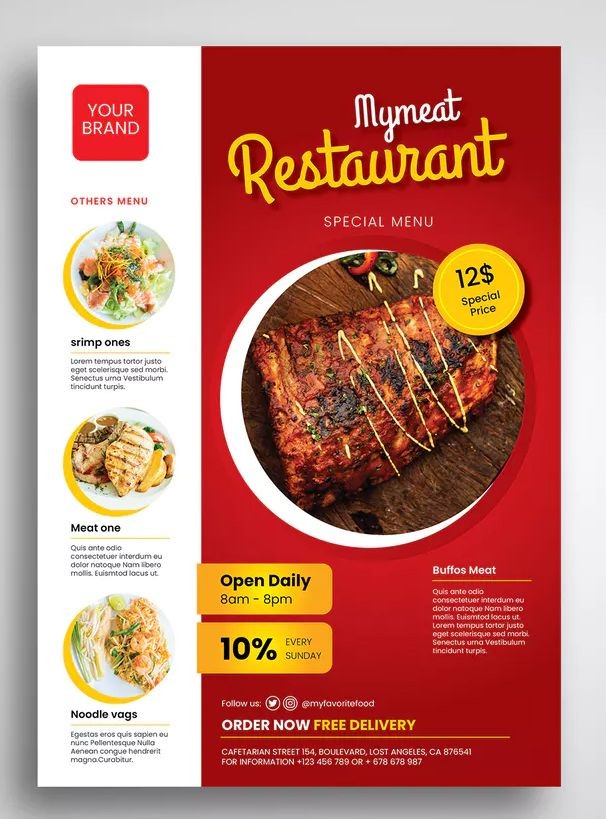 YOUR
BRAND
OTHERS MENU
srimp ones
Lorem tempus tortor justo
eget scelerisque sed morbi.
Senectus urna Vestibulum
tincidunt turpis.
Meat one
Quis ante odio
consectetuer interdum eu
dolor natoque Nam libero
mollis. Euismtod lacus ut.
Noodle vags
Egestas eros quis sapien eu
nunc Pellentesque Nulla
Aenean congue hendrerit
magna.Curabitur.
Mymeat
Restaurant
SPECIAL MENU
12$
Special
Price
Open Daily
8am - 8pm
10% EVERY
SUNDAY
Buffos Meat
Quis ante odio
consectetuer interdum eu
dolor natoque Nam libero
mollis. Euismod lacus ut.
Lorem tempus tortor justo
eget scelerisque sed morbi.
Senectus urna Vestibulum
tincidunt turpis.
Follow us: @myfavoritefood
ORDER NOW FREE DELIVERY
CAFETARIAN STREET 154, BOULEVARD, LOST ANGELES, CA 876541
FOR INFORMATION +123 456 789 OR + 678 678 987